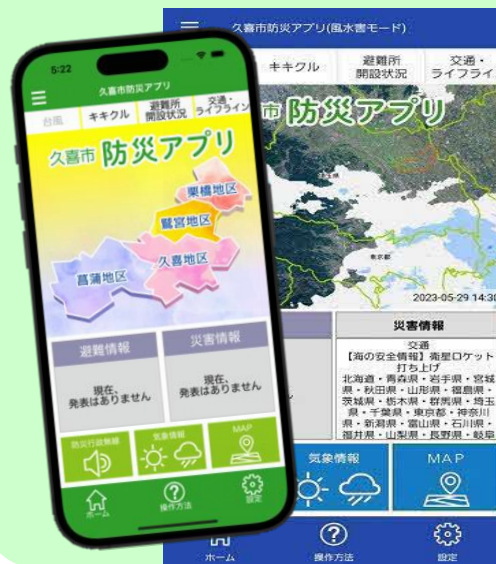 5:22
久喜市防災アプリ
台風
キキクル
避難所
開設状況
交通・
ライフライン
久喜市 防災アプリ
栗橋地区
鷲宮地区
久喜地区
菖蒲地区
避難情報
災害情報
現在、
発表はありません
現在、
発表はありません
防災行政無線
気象情報
MAP
ホーム
操作方法
設定
久喜市防災アプリ(風水害モード)
キキクル
避難所
開設状況
交通・
ライフライ
市 防災アプリ
東京都
2023-05-29 14:30
災害情報
交通
【海の安全情報】衛星ロケット
打ち上げ
北海道・青森県・岩手県・宮城
県・秋田県・山形県・福島県・
茨城県・栃木県・群馬県・埼玉
県・千葉県・東京都・神奈川
県・新潟県・富山県・石川県・
福井県・山梨県・長野県・岐阜
気象情報
MAP
ホーム
操作方法
設定